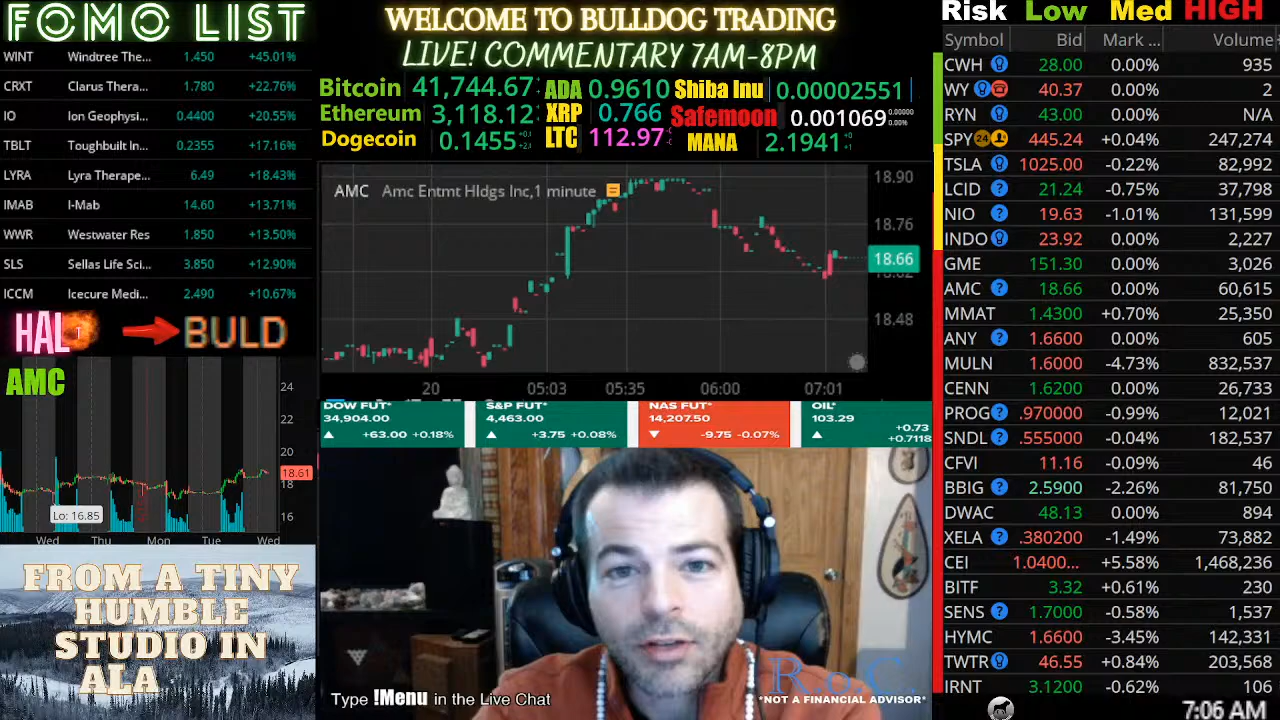 FOMO LIST
WINT Windtree The... 1.450 +45.01%
CRXT Clarus Thera... 1.780 +22.76%
IO Ion Geophysi... 0.4400 +20.55%
TBLT Toughbuilt In... 0.2355 +17.16%
LYRA Lyra Therape... 6.49 +18.43%
IMAB I-Mab 14.60 +13.71%
WWR Westwater Res 1.850 +13.50%
SLS Sellas Life Sci... 3.850 +12.90%
ICCM Icecure Medi... 2.490 +10.67%
HAL BULD
AMC
24
22
20
18.61
18
Lo: 16.85
16
Wed Thu Mon Tue Wed
FROM A TINY
HUMBLE
STUDIO IN
ALA
WELCOME TO BULLDOG TRADING
LIVE! COMMENTARY 7AM-8PM
Bitcoin 41,744.67 ADA 0.9610 Shiba Inu 0.00002551
Ethereum 3,118.12 XRP 0.766 Safemoon 0.001069 0.00000 0.00%
Dogecoin 0.1455 LTC 112.97 MANA 2.1941
AMC Amc Entmt Hldgs Inc,1 minute
18.90
18.76
18.66
18.62
18.48
20 05:03 05:35 06:00 07:01
DOW FUT* S&P FUT* NAS FUT* OIL*
34,904.00 4,463.00 14,207.50 103.29
+63.00 +0.18% +3.75 +0.08% -9.75 -0.07% +0.73
+0.7118
R.o.C.
Type !Menu in the Live Chat
*NOT A FINANCIAL ADVISOR*
Risk Low Med HIGH
Symbol Bid Mark ... Volume
CWH 28.00 0.00% 935
WY 40.37 0.00% 2
RYN 43.00 0.00% N/A
SPY 24 445.24 +0.04% 247,274
TSLA 1025.00 -0.22% 82,992
LCID 21.24 -0.75% 37,798
NIO 19.63 -1.01% 131,599
INDO 23.92 0.00% 2,227
GME 151.30 0.00% 3,026
AMC 18.66 0.00% 60,615
MMAT 1.4300 +0.70% 25,350
ANY 1.6600 0.00% 605
MULN 1.6000 -4.73% 832,537
CENN 1.6200 0.00% 26,733
PROG .970000 -0.99% 12,021
SNDL .555000 -0.04% 182,537
CFVI 11.16 -0.09% 46
BBIG 2.5900 -2.26% 81,750
DWAC 48.13 0.00% 894
XELA .380200 -1.49% 73,882
CEI 1.0400... +5.58% 1,468,236
BITF 3.32 +0.61% 230
SENS 1.7000 -0.58% 1,537
HYMC 1.6600 -3.45% 142,331
TWTR 46.55 +0.84% 203,568
IRNT 3.1200 -0.62% 106
7:06 AM